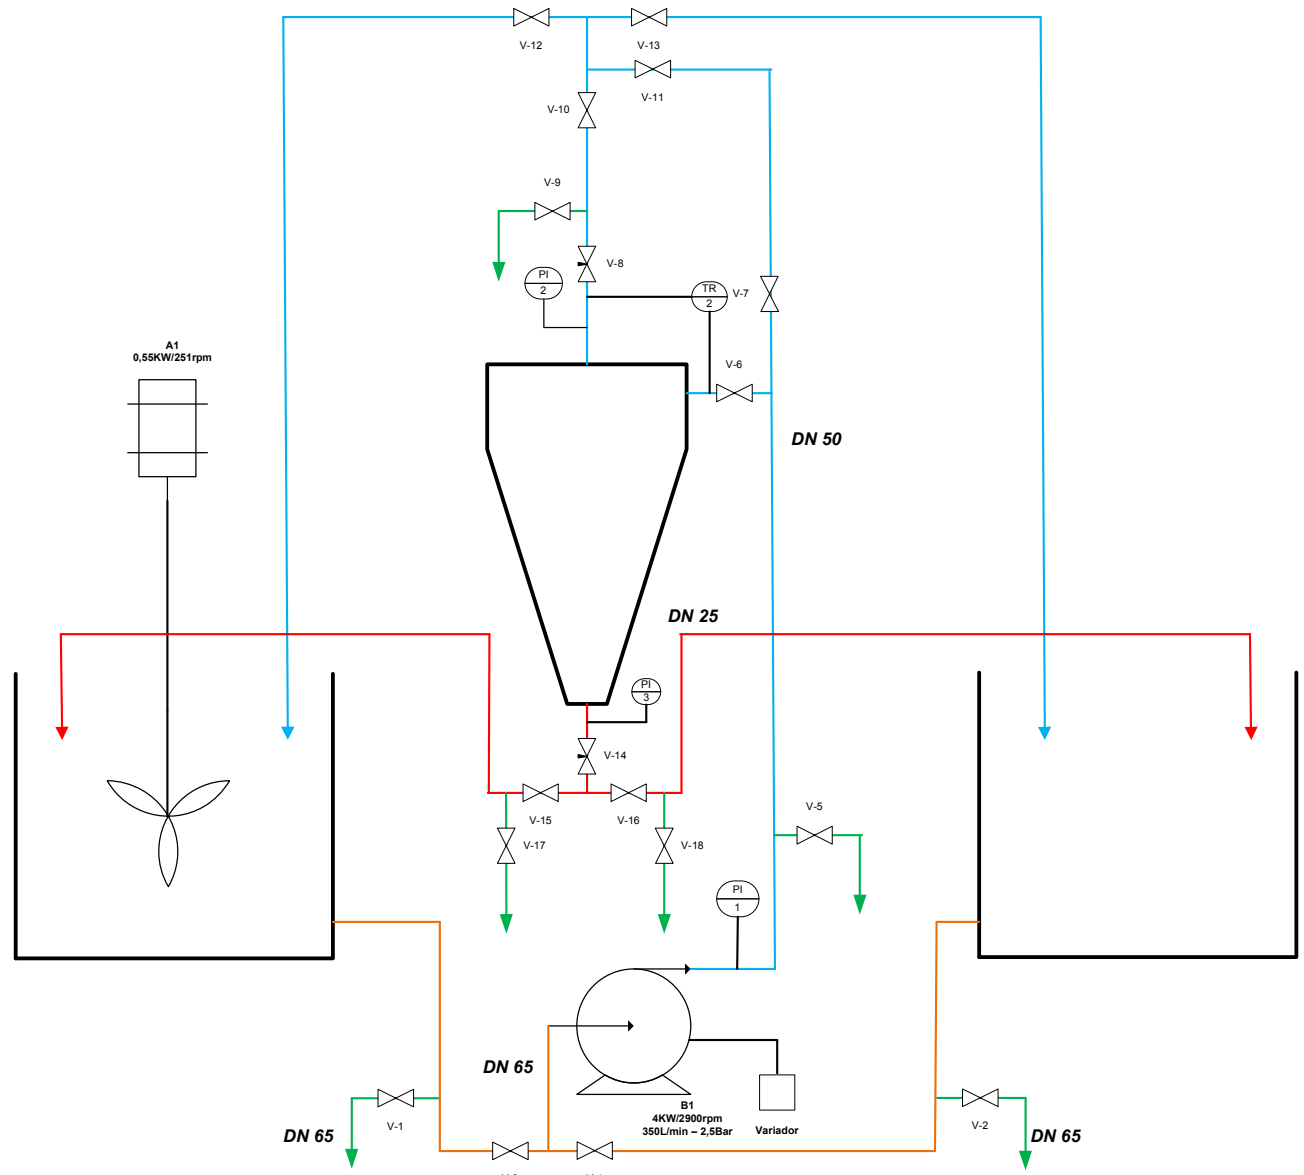 V-12
V-13
V-11
V-10
V-9
V-8
PI
2
TR
2
V-7
A1
0,55KW/251rpm
V-6
DN 50
DN 25
PI
3
V-14
V-15
V-16
V-17
V-18
V-5
PI
1
DN 65
B1
4KW/2900rpm
350L/min – 2,5Bar
Variador
V-1
V-2
DN 65
DN 65